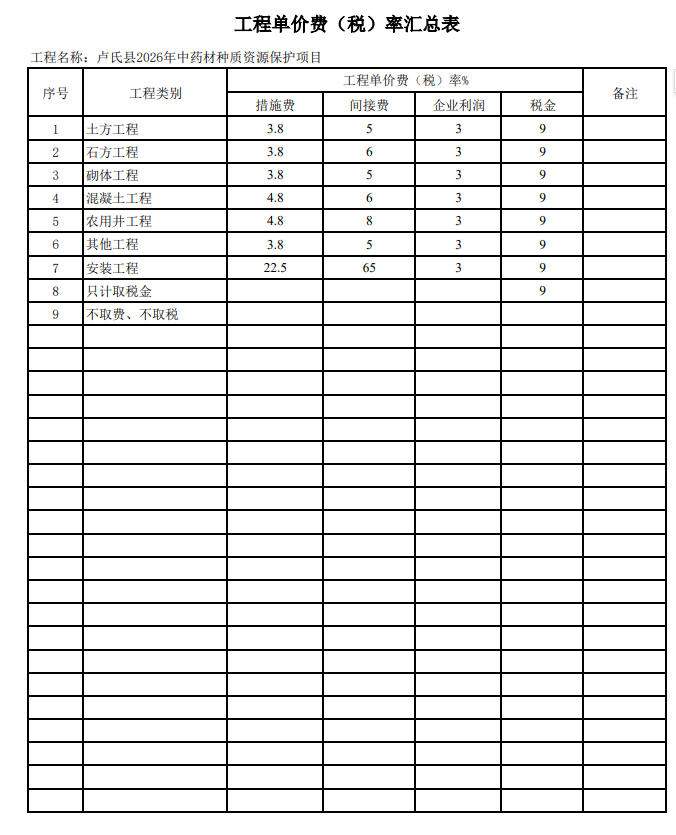 工程单价费（税）率汇总表
工程名称：卢氏县2026年中药材种质资源保护项目
序号 工程类别 工程单价费（税）率% 备注
措施费 间接费 企业利润 税金
1 土方工程 3.8 5 3 9
2 石方工程 3.8 6 3 9
3 砌体工程 3.8 5 3 9
4 混凝土工程 4.8 6 3 9
5 农用井工程 4.8 8 3 9
6 其他工程 3.8 5 3 9
7 安装工程 22.5 65 3 9
8 只计取税金 9
9 不取费、不取税